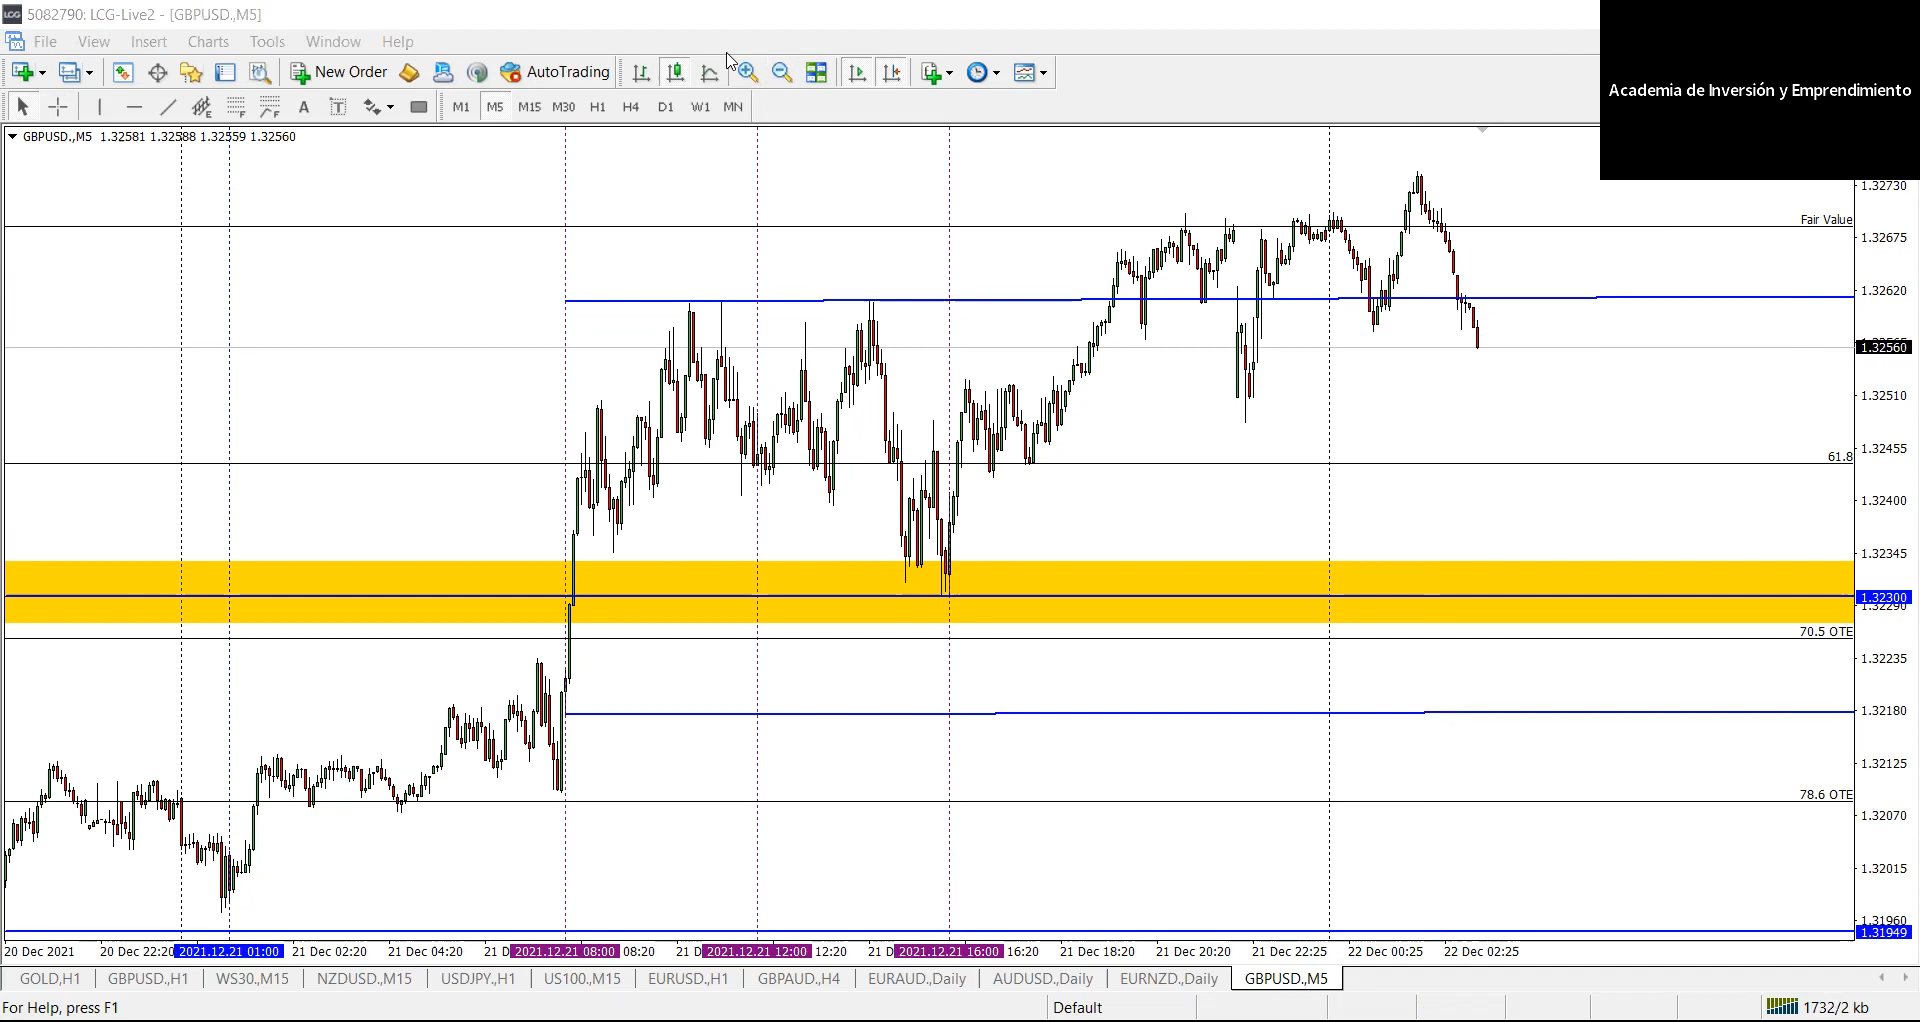 5082790: LCG-Live2 - [GBPUSD.,M5]
File View Insert Charts Tools Window Help
New Order AutoTrading
Academia de Inversión y Emprendimiento
A T M1 M5 M15 M30 H1 H4 D1 W1 MN
GBPUSD.,M5 1.32581 1.32588 1.32559 1.32560
1.32730
Fair Value
1.32675
1.32620
1.32560
1.32510
61.8
1.32455
1.32400
1.32345
1.32300
1.32290
70.5 OTE
1.32235
1.32180
1.32125
78.6 OTE
1.32070
1.32015
1.31960
1.31949
20 Dec 2021 20 Dec 22:20 2021.12.21 01:00 21 Dec 02:20 21 Dec 04:20 21 D 2021.12.21 08:00 08:20 21 D 2021.12.21 12:00 12:20 21 D 2021.12.21 16:00 16:20 21 Dec 18:20 21 Dec 20:20 21 Dec 22:25 22 Dec 00:25 22 Dec 02:25
GOLD,H1 GBPUSD.,H1 WS30.,M15 NZDUSD.,M15 USDJPY.,H1 US100.,M15 EURUSD.,H1 GBPAUD.,H4 EURAUD.,Daily AUDUSD.,Daily EURNZD.,Daily GBPUSD.,M5
For Help, press F1 Default 1732/2 kb